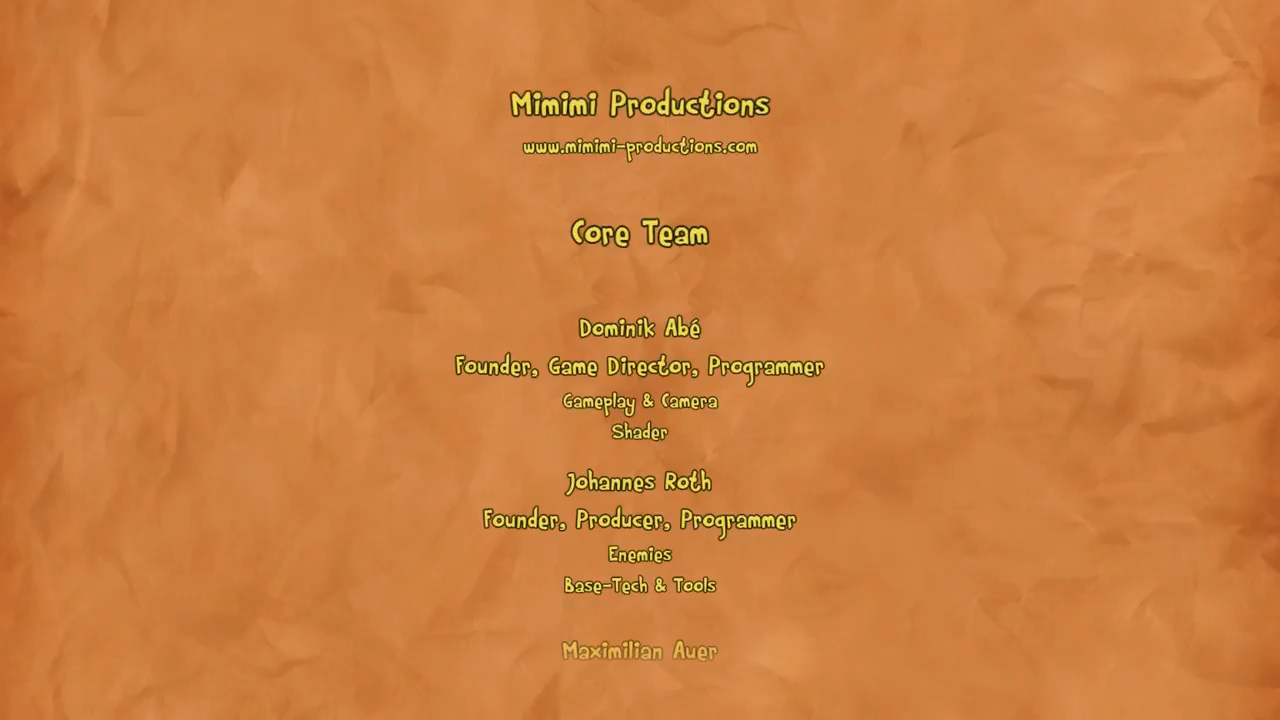 Mimimi Productions
www.mimimi-productions.com
Core Team
Dominik Abé
Founder, Game Director, Programmer
Gameplay & Camera
Shader
Johannes Roth
Founder, Producer, Programmer
Enemies
Base-Tech & Tools
Maximilian Auer